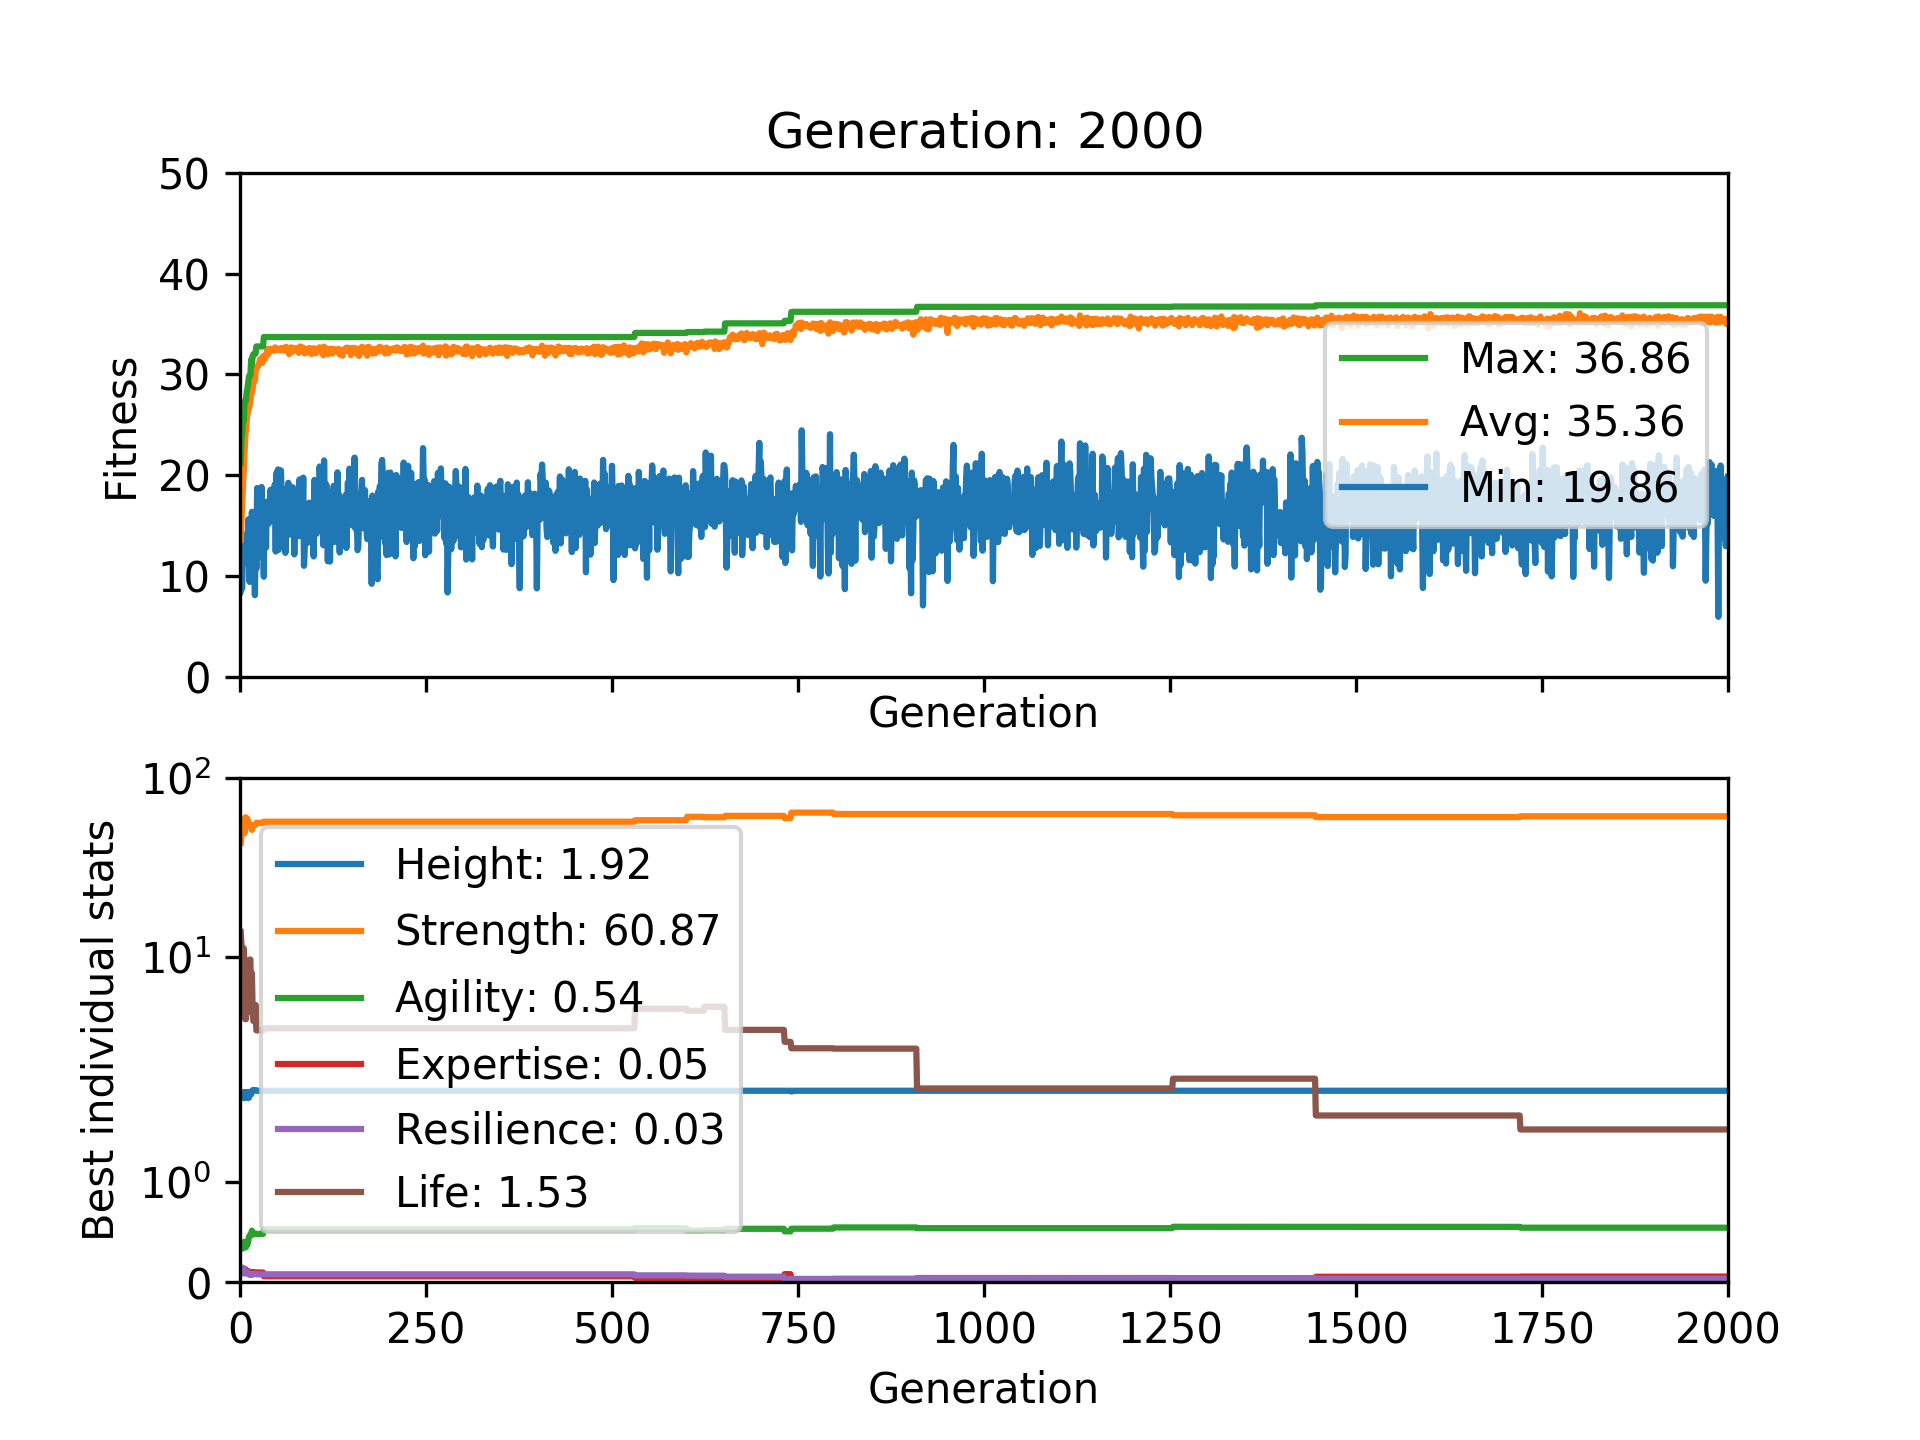 Generation: 2000
50
40
30
20
10
0
Fitness
Max: 36.86
Avg: 35.36
Min: 19.86
Generation
10²
10¹
10⁰
0
Best individual stats
Height: 1.92
Strength: 60.87
Agility: 0.54
Expertise: 0.05
Resilience: 0.03
Life: 1.53
0 250 500 750 1000 1250 1500 1750 2000
Generation